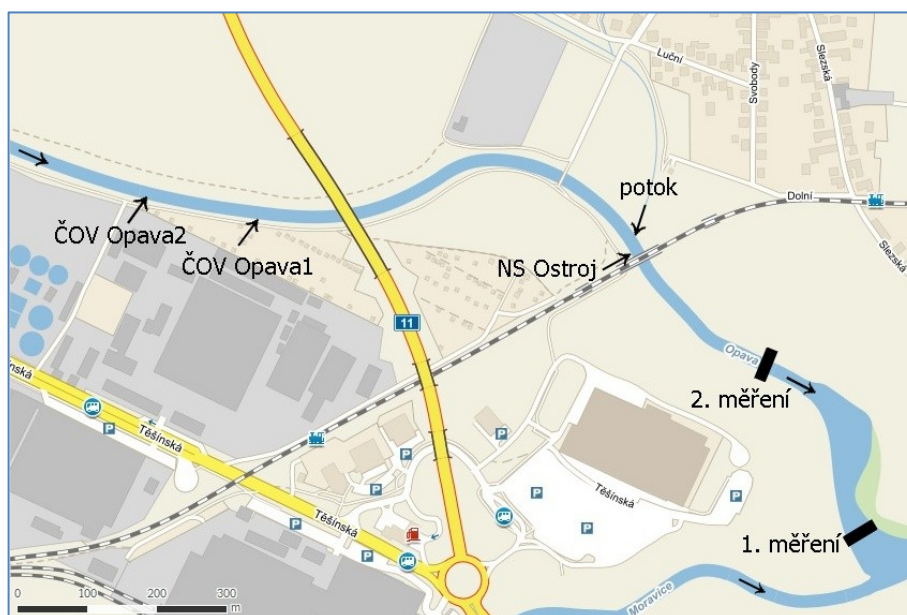 Luční
Svobody
Slezská
potok
Dolní
ČOV Opava2
ČOV Opava1
NS Ostroj
Slezská
11
Opava
2. měření
Těšínská
P
Těšínská
P
P
P
P
Těšínská
P
P
P
Těšínská
P
P
1. měření
Moravice
0 100 200 300
m